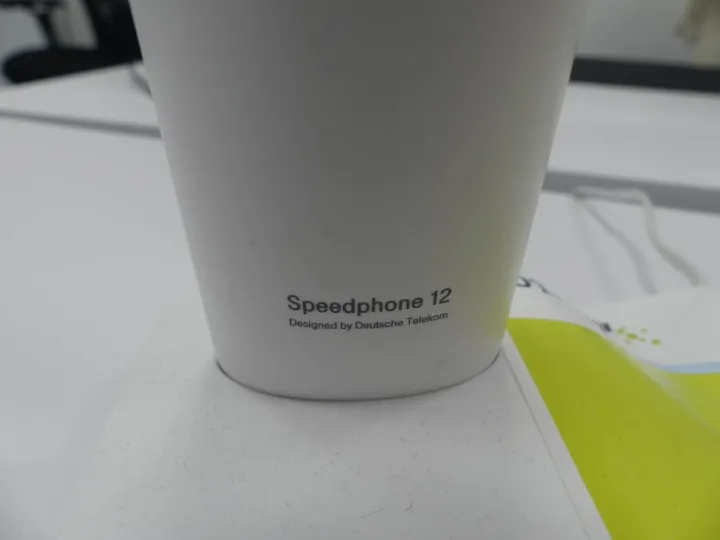 Speedphone 12
Designed by Deutsche Telekom